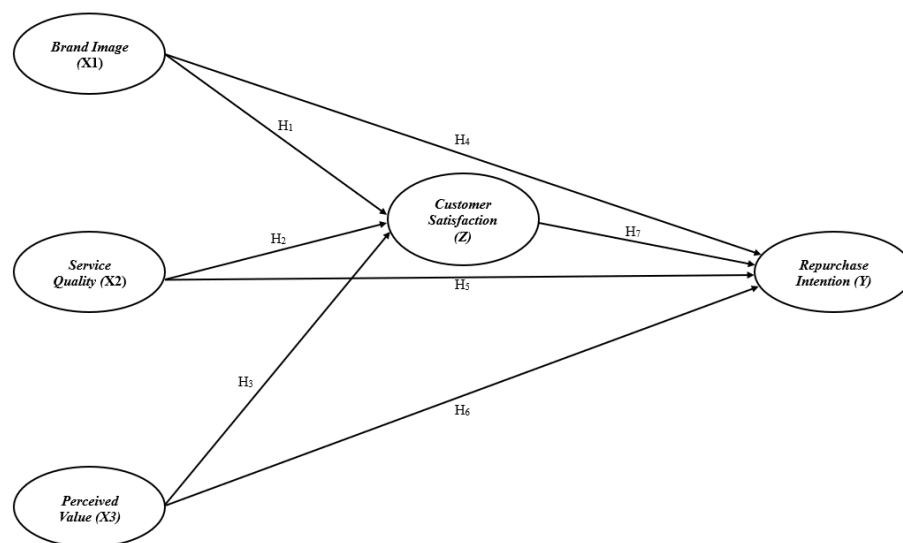 Brand Image
(X1)
H1
H4
Customer
Satisfaction
(Z)
H2
H7
Service
Quality (X2)
H5
Repurchase
Intention (Y)
H3
H6
Perceived
Value (X3)